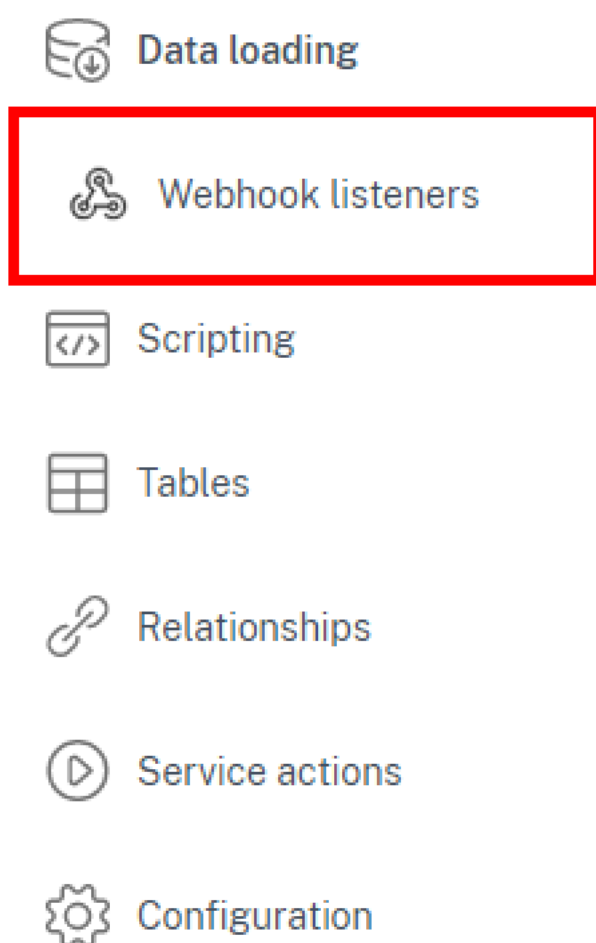 Data loading
Webhook listeners
Scripting
Tables
Relationships
Service actions
Configuration